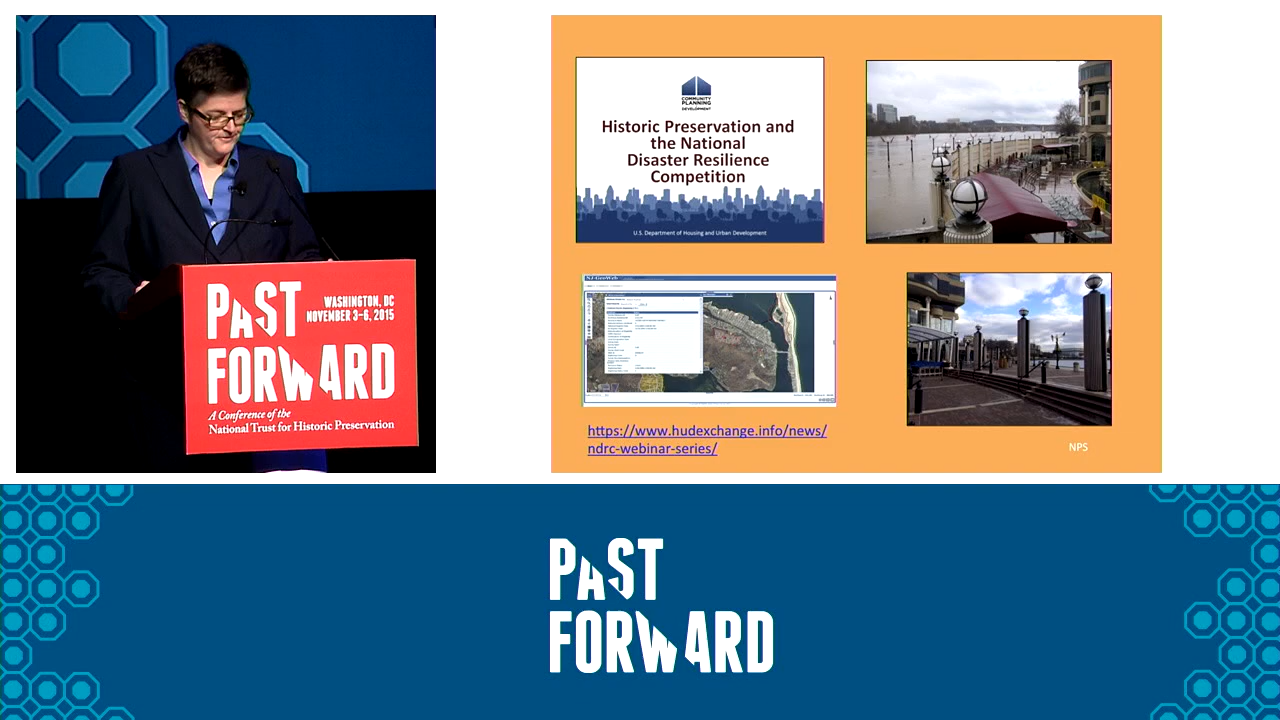 PAST
FORWARD
WASHINGTON, DC
NOVEMBER 3–6, 2015
A Conference of the
National Trust for Historic Preservation
COMMUNITY
PLANNING
DEVELOPMENT
Historic Preservation and
the National
Disaster Resilience
Competition
U.S. Department of Housing and Urban Development
NJ-GeoWeb
https://www.hudexchange.info/news/
ndrc-webinar-series/
NPS
PAST
FORWARD